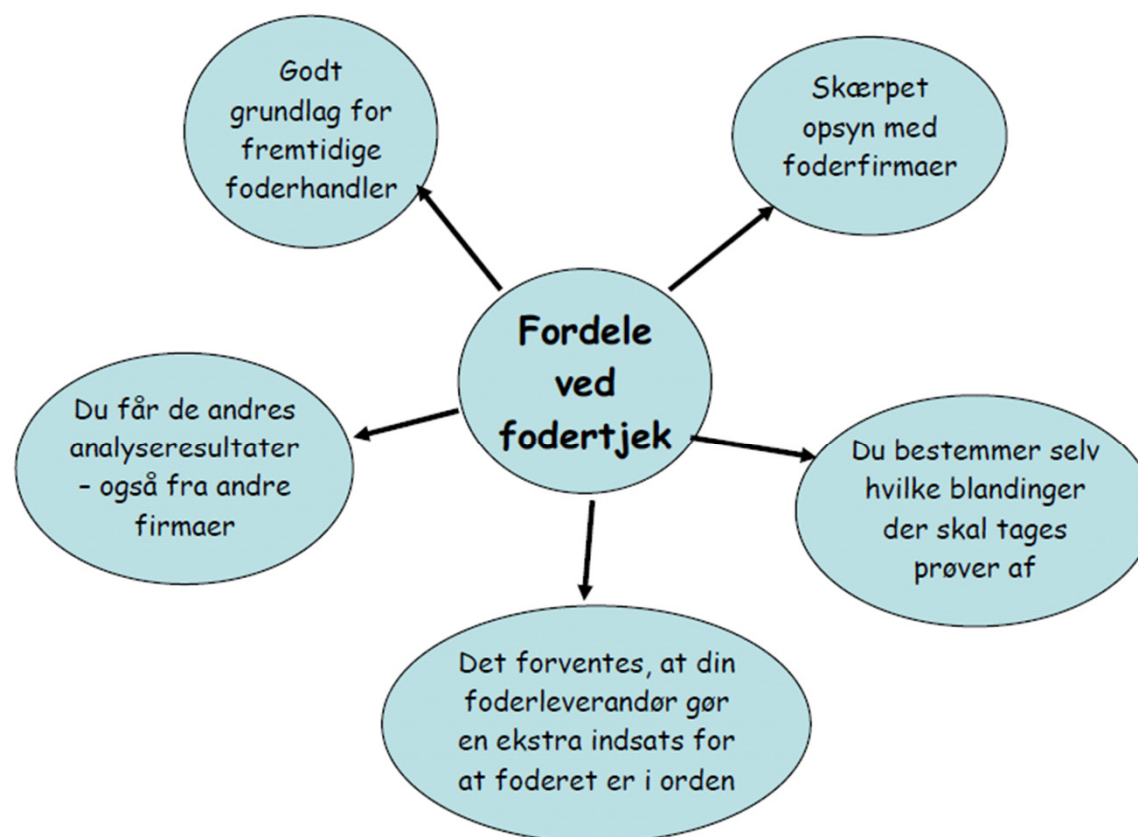 Godt
grundlag for
fremtidige
foderhandler
Skærpet
opsyn med
foderfirmaer
Fordele
ved
fodertjek
Du får de andres
analyseresultater
– også fra andre
firmaer
Du bestemmer selv
hvilke blandinger
der skal tages
prøver af
Det forventes, at din
foderleverandør gør
en ekstra indsats for
at foderet er i orden